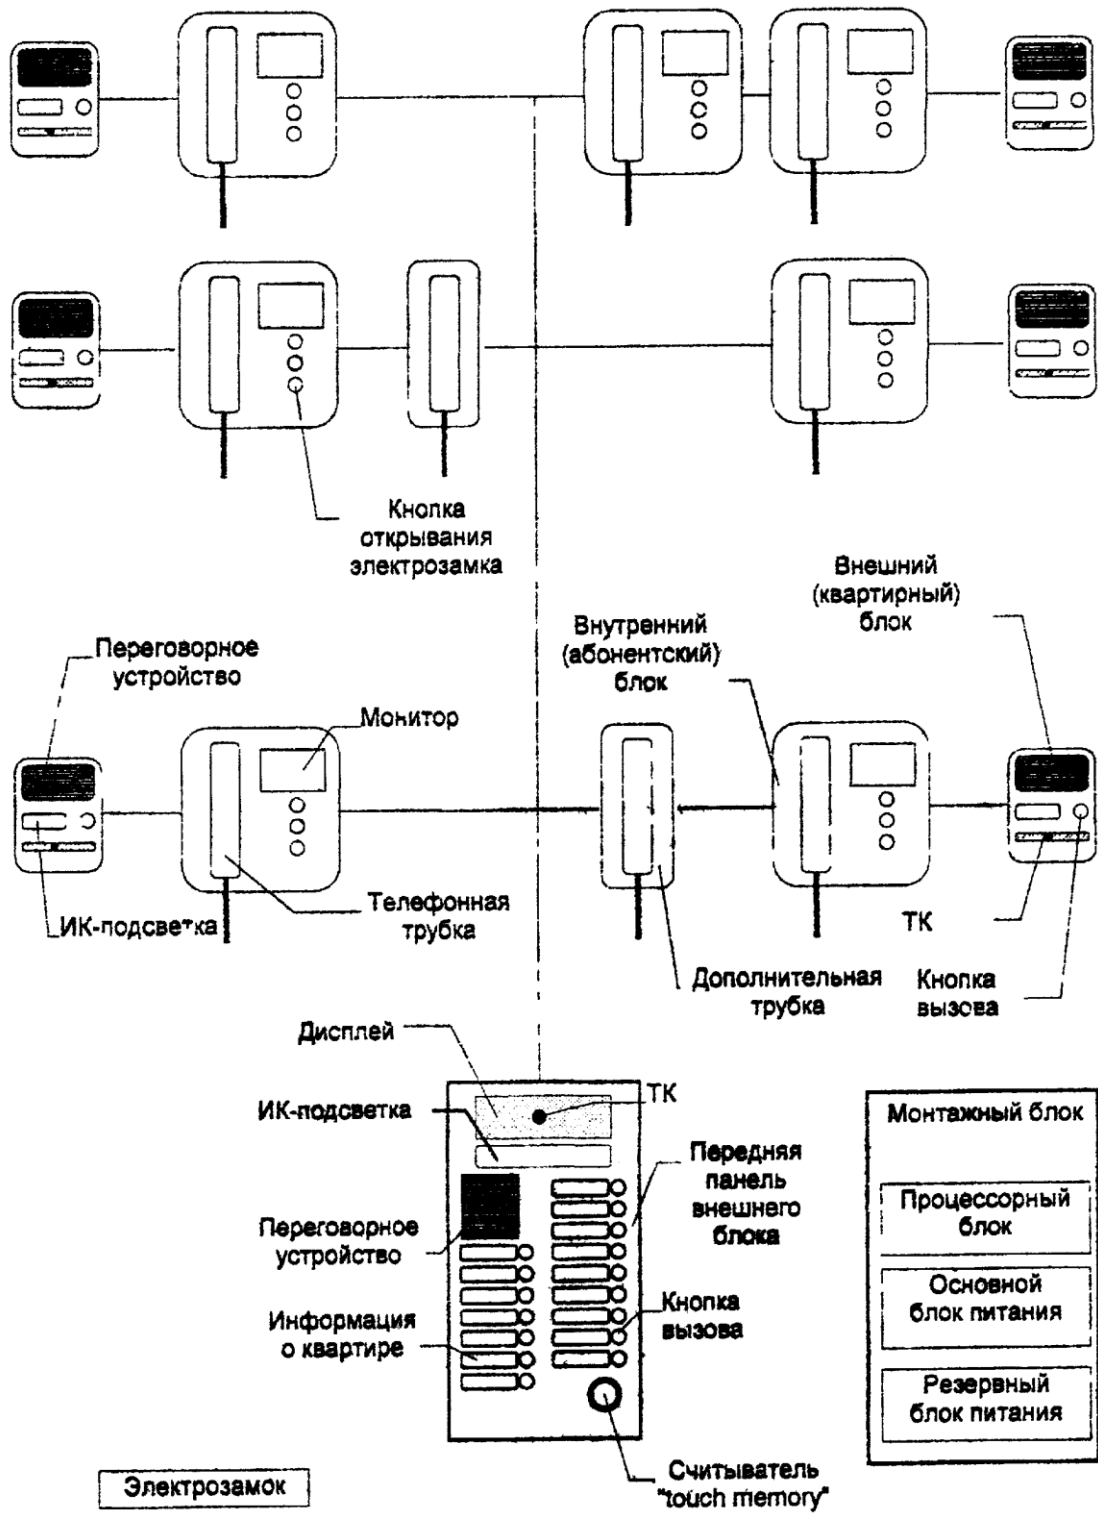 Кнопка
открывания
электрозамка
Внешний
(квартирный)
блок
Внутренний
(абонентский)
блок
Переговорное
устройство
Монитор
Телефонная
трубка
ИК-подсветка
ТК
Дополнительная
трубка
Кнопка
вызова
Дисплей
ТК
ИК-подсветка
Передняя
панель
внешнего
блока
Переговорное
устройство
Информация
о квартире
Кнопка
вызова
Считыватель
"touch memory"
Монтажный блок
Процессорный
блок
Основной
блок питания
Резервный
блок питания
Электрозамок